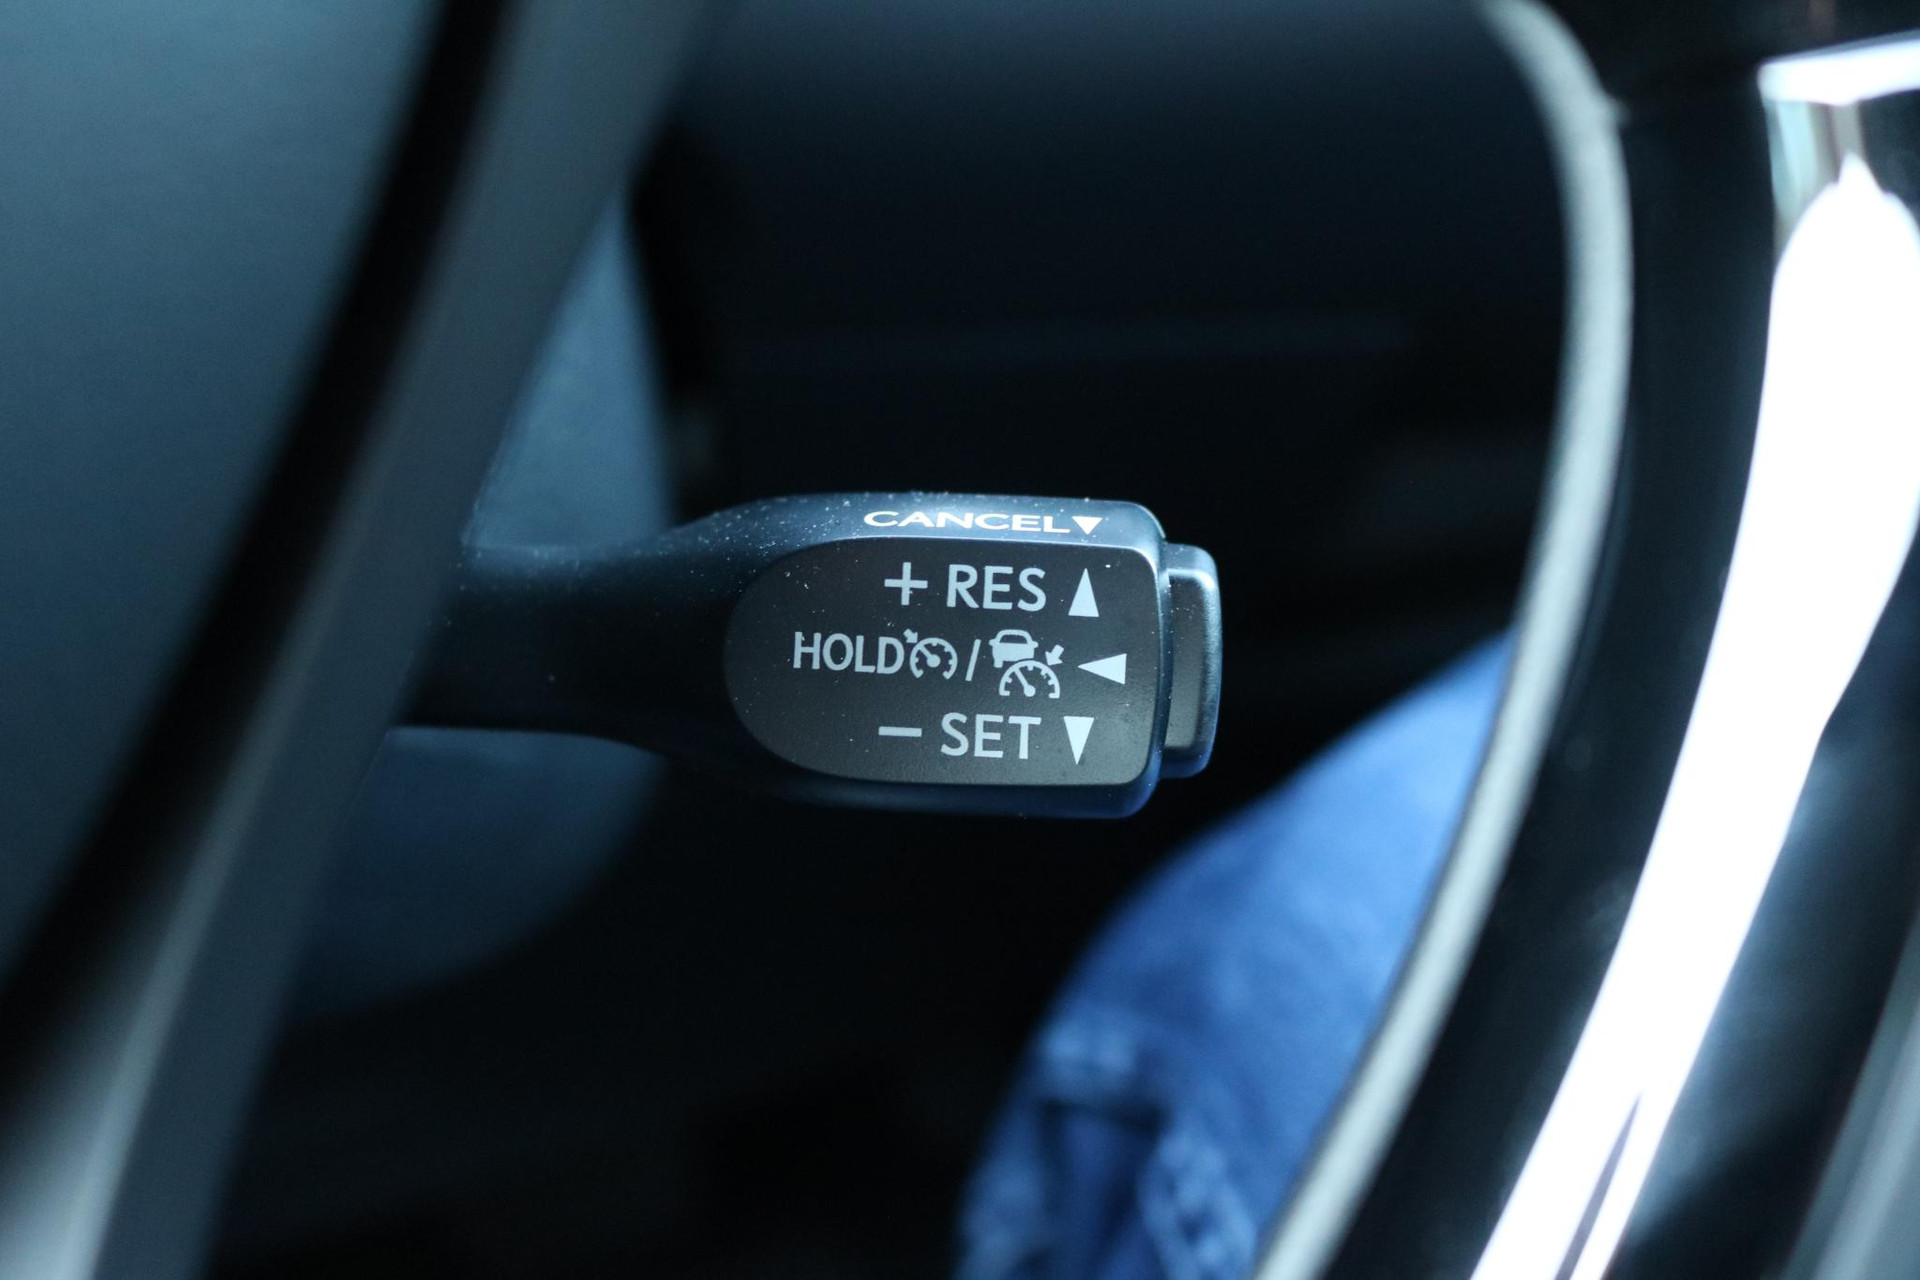 CANCEL▼
+ RES ▲
HOLD / ◀
− SET ▼